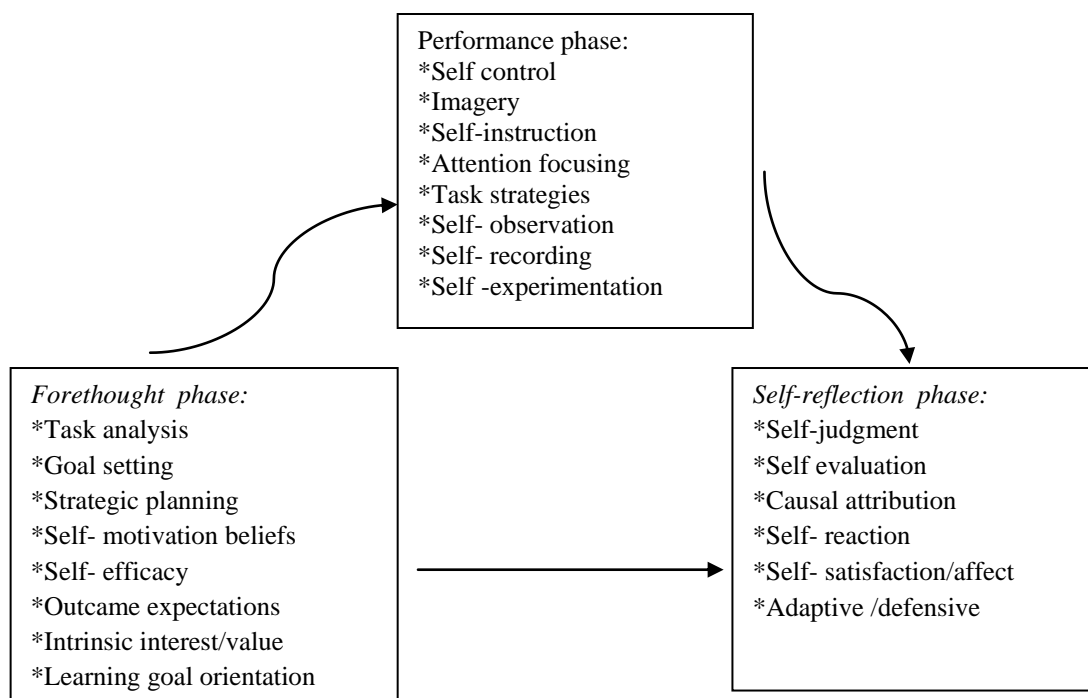 Performance phase:
*Self control
*Imagery
*Self-instruction
*Attention focusing
*Task strategies
*Self- observation
*Self- recording
*Self -experimentation
Forethought phase:
*Task analysis
*Goal setting
*Strategic planning
*Self- motivation beliefs
*Self- efficacy
*Outcame expectations
*Intrinsic interest/value
*Learning goal orientation
Self-reflection phase:
*Self-judgment
*Self evaluation
*Causal attribution
*Self- reaction
*Self- satisfaction/affect
*Adaptive /defensive